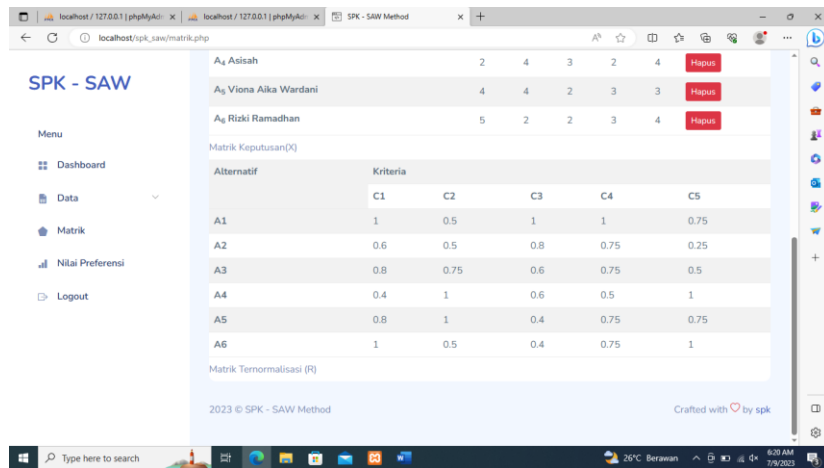 localhost / 127.0.0.1 | phpMyAdm
localhost / 127.0.0.1 | phpMyAdm
SPK - SAW Method
localhost/spk_saw/matrik.php
SPK - SAW
Menu
Dashboard
Data
Matrik
Nilai Preferensi
Logout
A4 Asisah 2 4 3 2 4 Hapus
A5 Viona Aika Wardani 4 4 2 3 3 Hapus
A6 Rizki Ramadhan 5 2 2 3 4 Hapus
Matrik Keputusan(X)
Alternatif Kriteria
C1 C2 C3 C4 C5
A1 1 0.5 1 1 0.75
A2 0.6 0.5 0.8 0.75 0.25
A3 0.8 0.75 0.6 0.75 0.5
A4 0.4 1 0.6 0.5 1
A5 0.8 1 0.4 0.75 0.75
A6 1 0.5 0.4 0.75 1
Matrik Ternormalisasi (R)
2023 © SPK - SAW Method Crafted with by spk
Type here to search 26°C Berawan 6:20 AM
7/9/2023